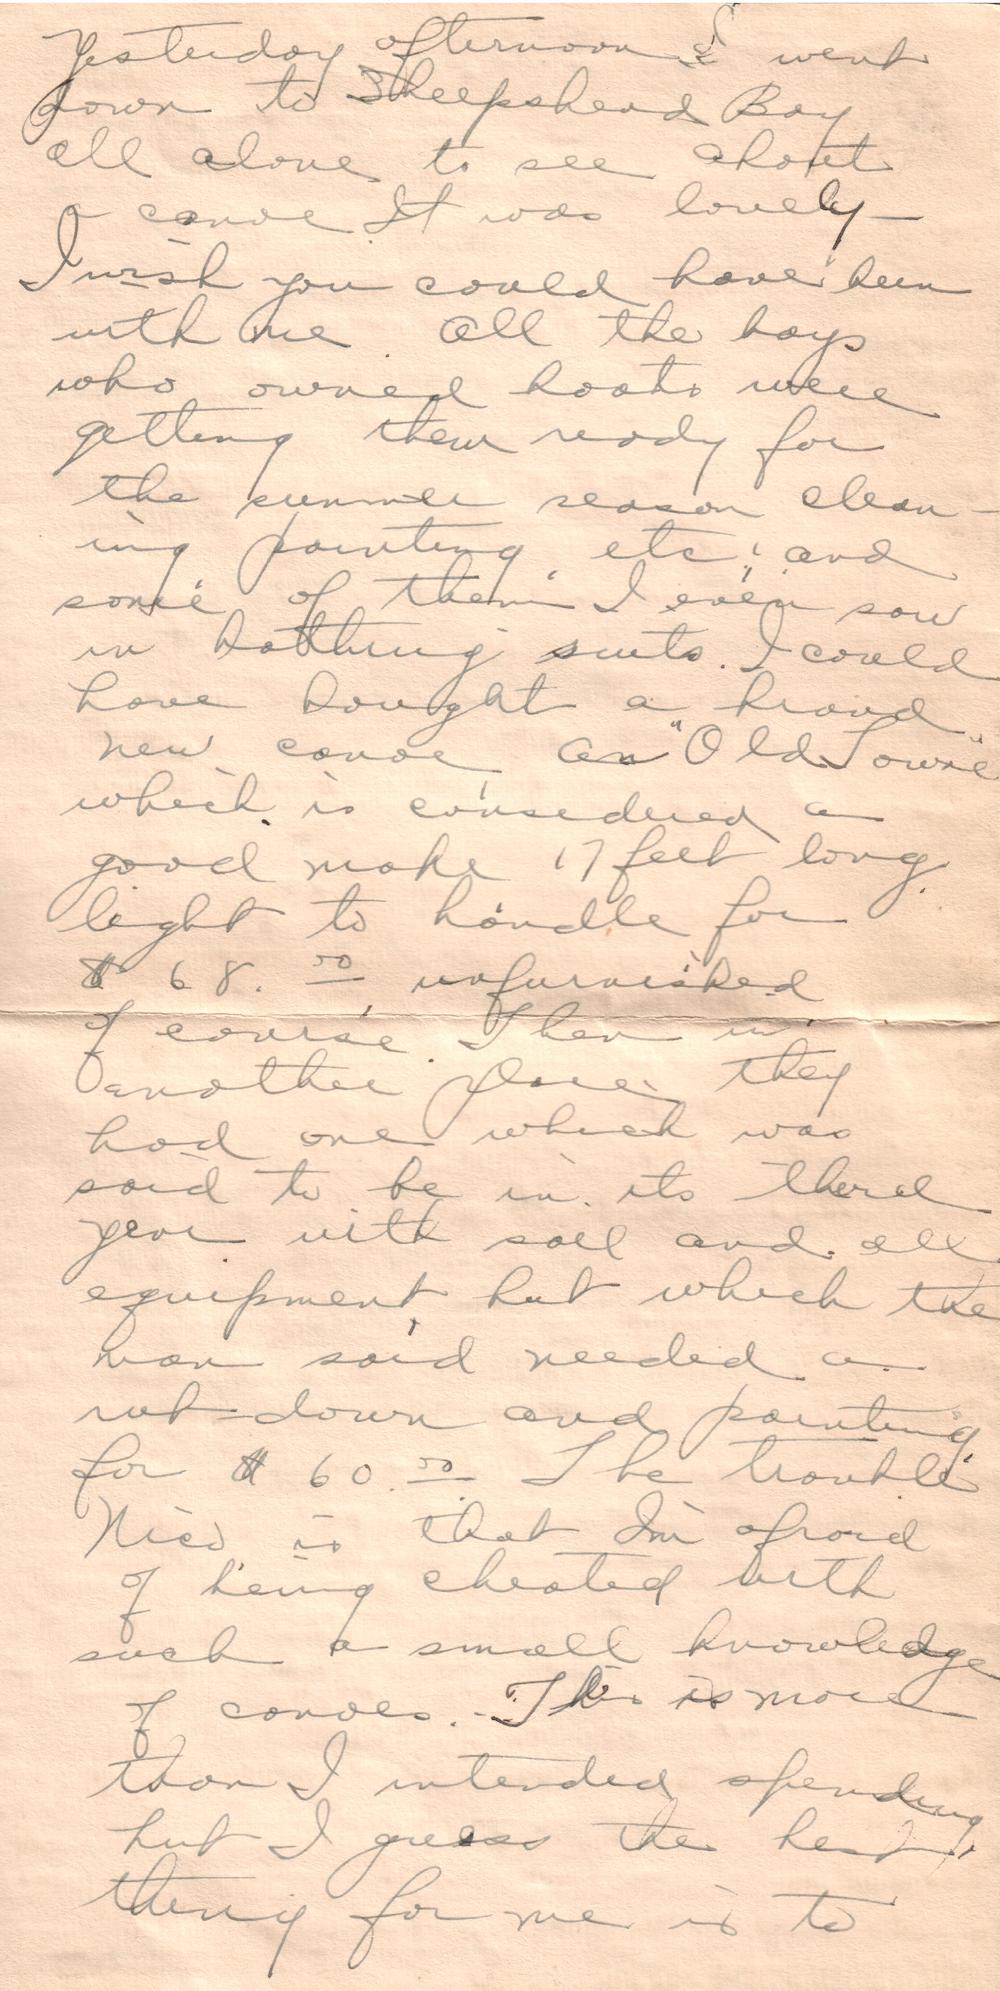 Yesterday afternoon I went
down to Sheepshead Bay
all alone to see about
a canoe It was lovely—
I wish you could have been
with me. All the boys
who owned boats were
getting them ready for
the summer season clean-
ing painting etc; and
some of them I even saw
in bathing suits. I could
have bought a brand
new canoe an "Old Towne"
which is considered a
good make 17 feet long,
light to handle for
$68.00 unfurnished
of course. Then in
another place, they
had one which was
said to be in its third
year with sail and all
equipment but which the
man said needed a
rub-down and painting
for $60.00 The trouble
Nico is that Im afraid
of being cheated with
such a small knowledge
of canoes. This is more
than I intended spending,
but I guess the best
thing for me is to